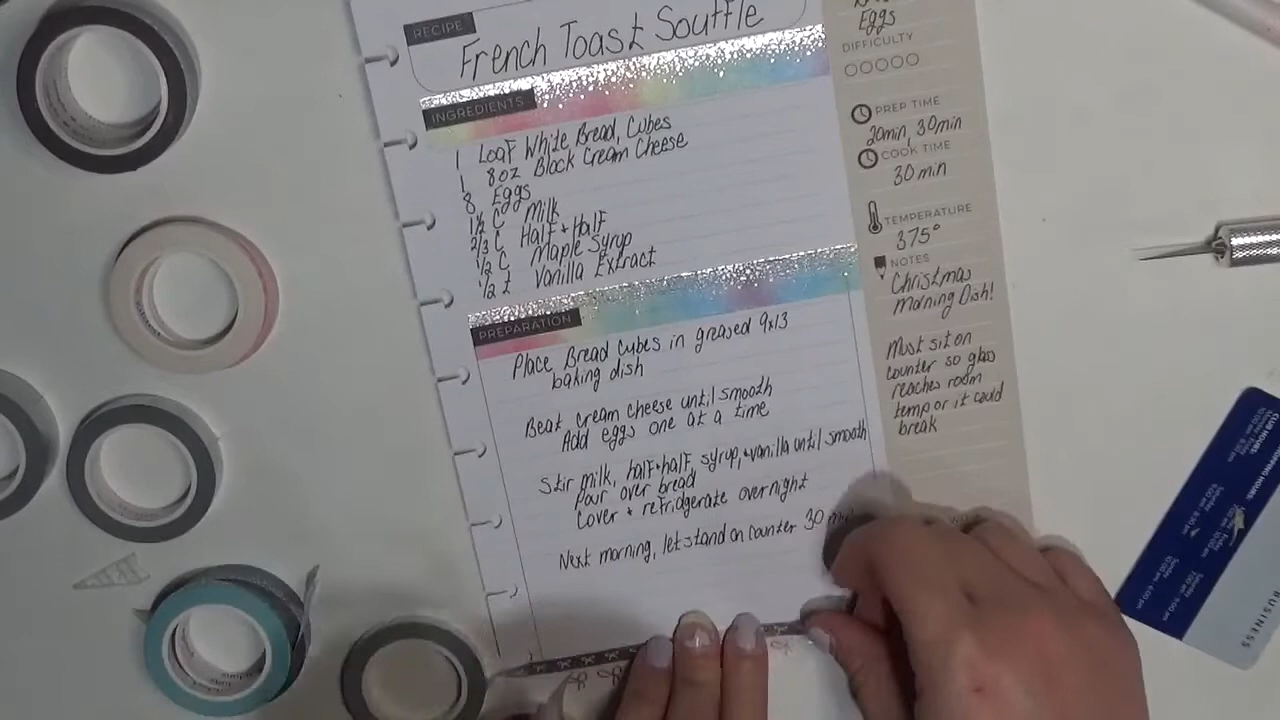 RECIPE
French Toast Souffle
INGREDIENTS
1 Loaf White Bread, Cubes
1 8oz Block Cream Cheese
8 Eggs
1½ C Milk
2/3 C Half + Half
1/2 C Maple Syrup
1/2 t Vanilla Extract
PREPARATION
Place Bread Cubes in greased 9x13
baking dish
Beat cream cheese until smooth
Add eggs one at a time
Stir milk, half+half, syrup, +vanilla until smooth
Pour over bread
Cover + refridgerate overnight
Next morning, let stand on counter 30 min
Eggs
DIFFICULTY
PREP TIME
20min, 30min
COOK TIME
30 min
TEMPERATURE
375°
NOTES
Christmas
morning Dish!
Must sit on
counter so glass
reaches room
temp or it could
break
CLUB HOURS:
BUSINESS